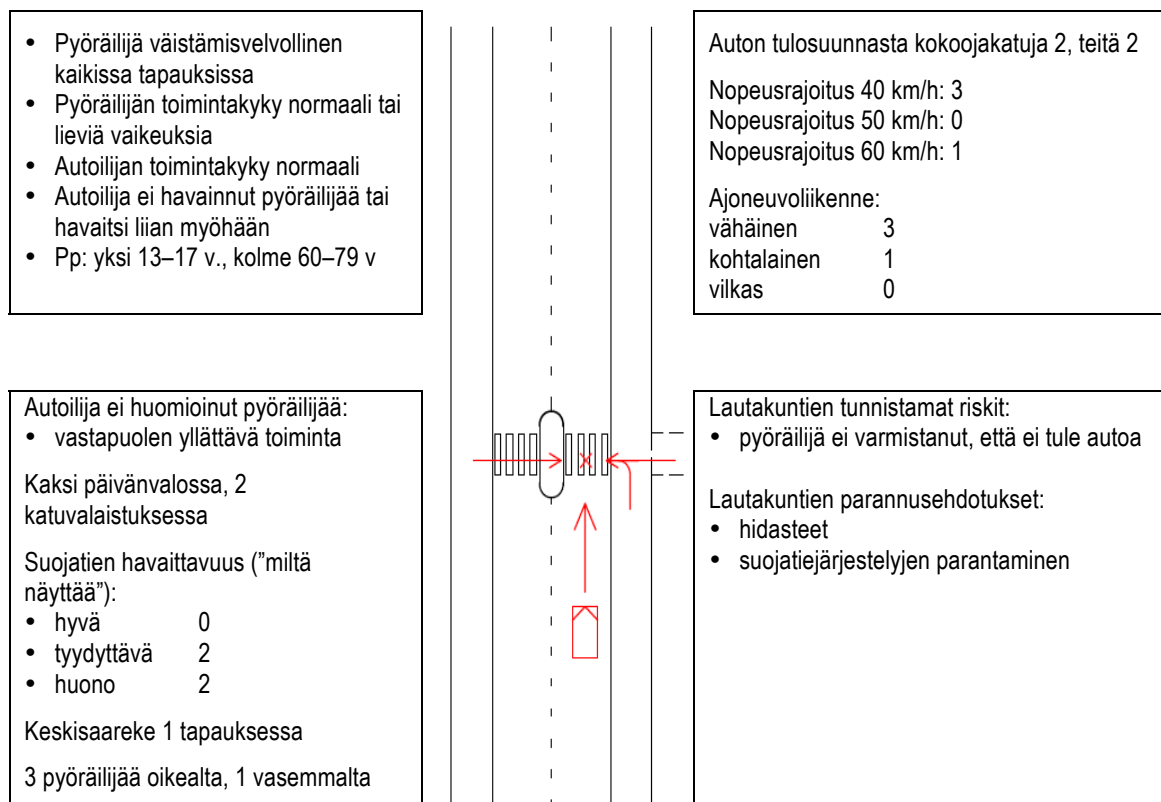 • Pyöräilijä väistämisvelvollinen
kaikissa tapauksissa
• Pyöräilijän toimintakyky normaali tai
lieviä vaikeuksia
• Autoilijan toimintakyky normaali
• Autoilija ei havainnut pyöräilijää tai
havaitsi liian myöhään
• Pp: yksi 13–17 v., kolme 60–79 v
Auton tulosuunnasta kokoojakatuja 2, teitä 2
Nopeusrajoitus 40 km/h: 3
Nopeusrajoitus 50 km/h: 0
Nopeusrajoitus 60 km/h: 1
Ajoneuvoliikenne:
vähäinen 3
kohtalainen 1
vilkas 0
Autoilija ei huomioinut pyöräilijää:
• vastapuolen yllättävä toiminta
Kaksi päivänvalossa, 2
katuvalaistuksessa
Suojatien havaittavuus ("miltä
näyttää"):
• hyvä 0
• tyydyttävä 2
• huono 2
Keskisaareke 1 tapauksessa
3 pyöräilijää oikealta, 1 vasemmalta
Lautakuntien tunnistamat riskit:
• pyöräilijä ei varmistanut, että ei tule autoa
Lautakuntien parannusehdotukset:
• hidasteet
• suojatiejärjestelyjen parantaminen